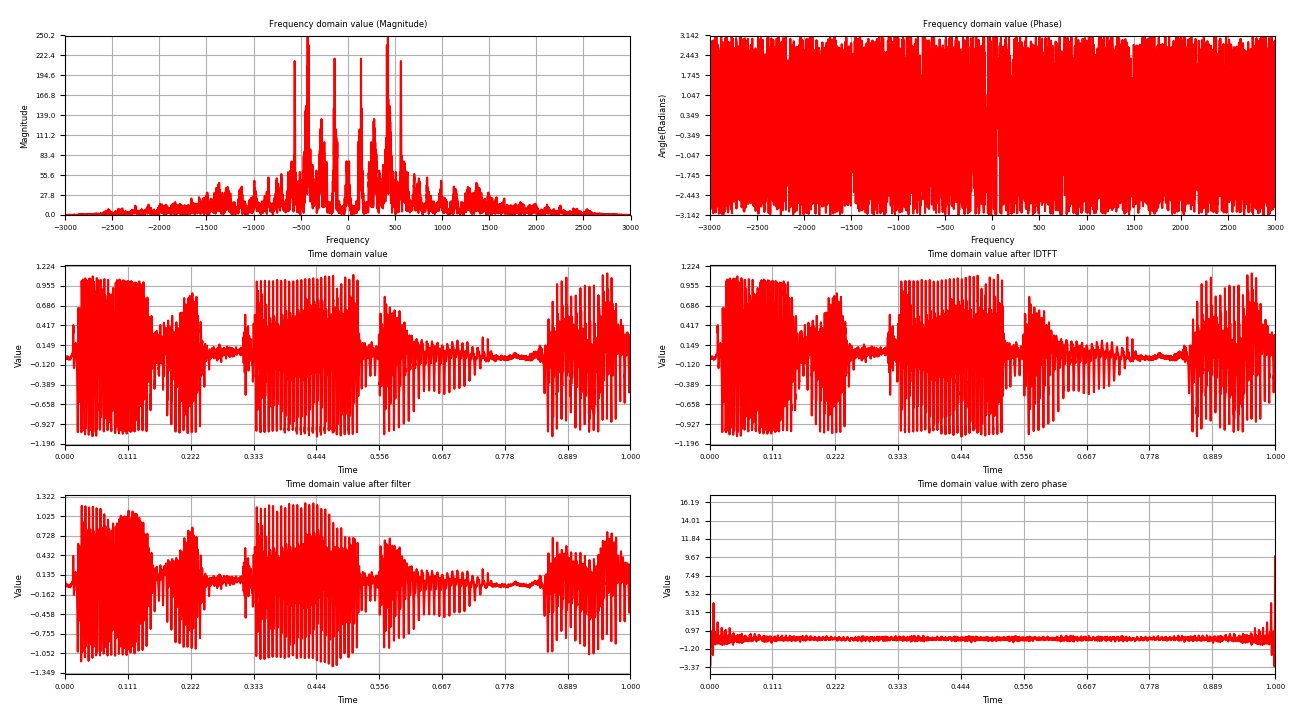 Frequency domain value (Magnitude)
250.2
222.4
194.6
166.8
139.0
111.2
83.4
55.6
27.8
0.0
Magnitude
−3000 −2500 −2000 −1500 −1000 −500 0 500 1000 1500 2000 2500 3000
Frequency
Frequency domain value (Phase)
3.142
2.443
1.745
1.047
0.349
−0.349
−1.047
−1.745
−2.443
−3.142
Angle(Radians)
−3000 −2500 −2000 −1500 −1000 −500 0 500 1000 1500 2000 2500 3000
Frequency
Time domain value
1.224
0.955
0.686
0.417
0.149
−0.120
−0.389
−0.658
−0.927
−1.196
Value
0.000 0.111 0.222 0.333 0.444 0.556 0.667 0.778 0.889 1.000
Time
Time domain value after IDTFT
1.224
0.955
0.686
0.417
0.149
−0.120
−0.389
−0.658
−0.927
−1.196
Value
0.000 0.111 0.222 0.333 0.444 0.556 0.667 0.778 0.889 1.000
Time
Time domain value after filter
1.322
1.025
0.728
0.432
0.135
−0.162
−0.458
−0.755
−1.052
−1.349
Value
0.000 0.111 0.222 0.333 0.444 0.556 0.667 0.778 0.889 1.000
Time
Time domain value with zero phase
16.19
14.01
11.84
9.67
7.49
5.32
3.15
0.97
−1.20
−3.37
Value
0.000 0.111 0.222 0.333 0.444 0.556 0.667 0.778 0.889 1.000
Time